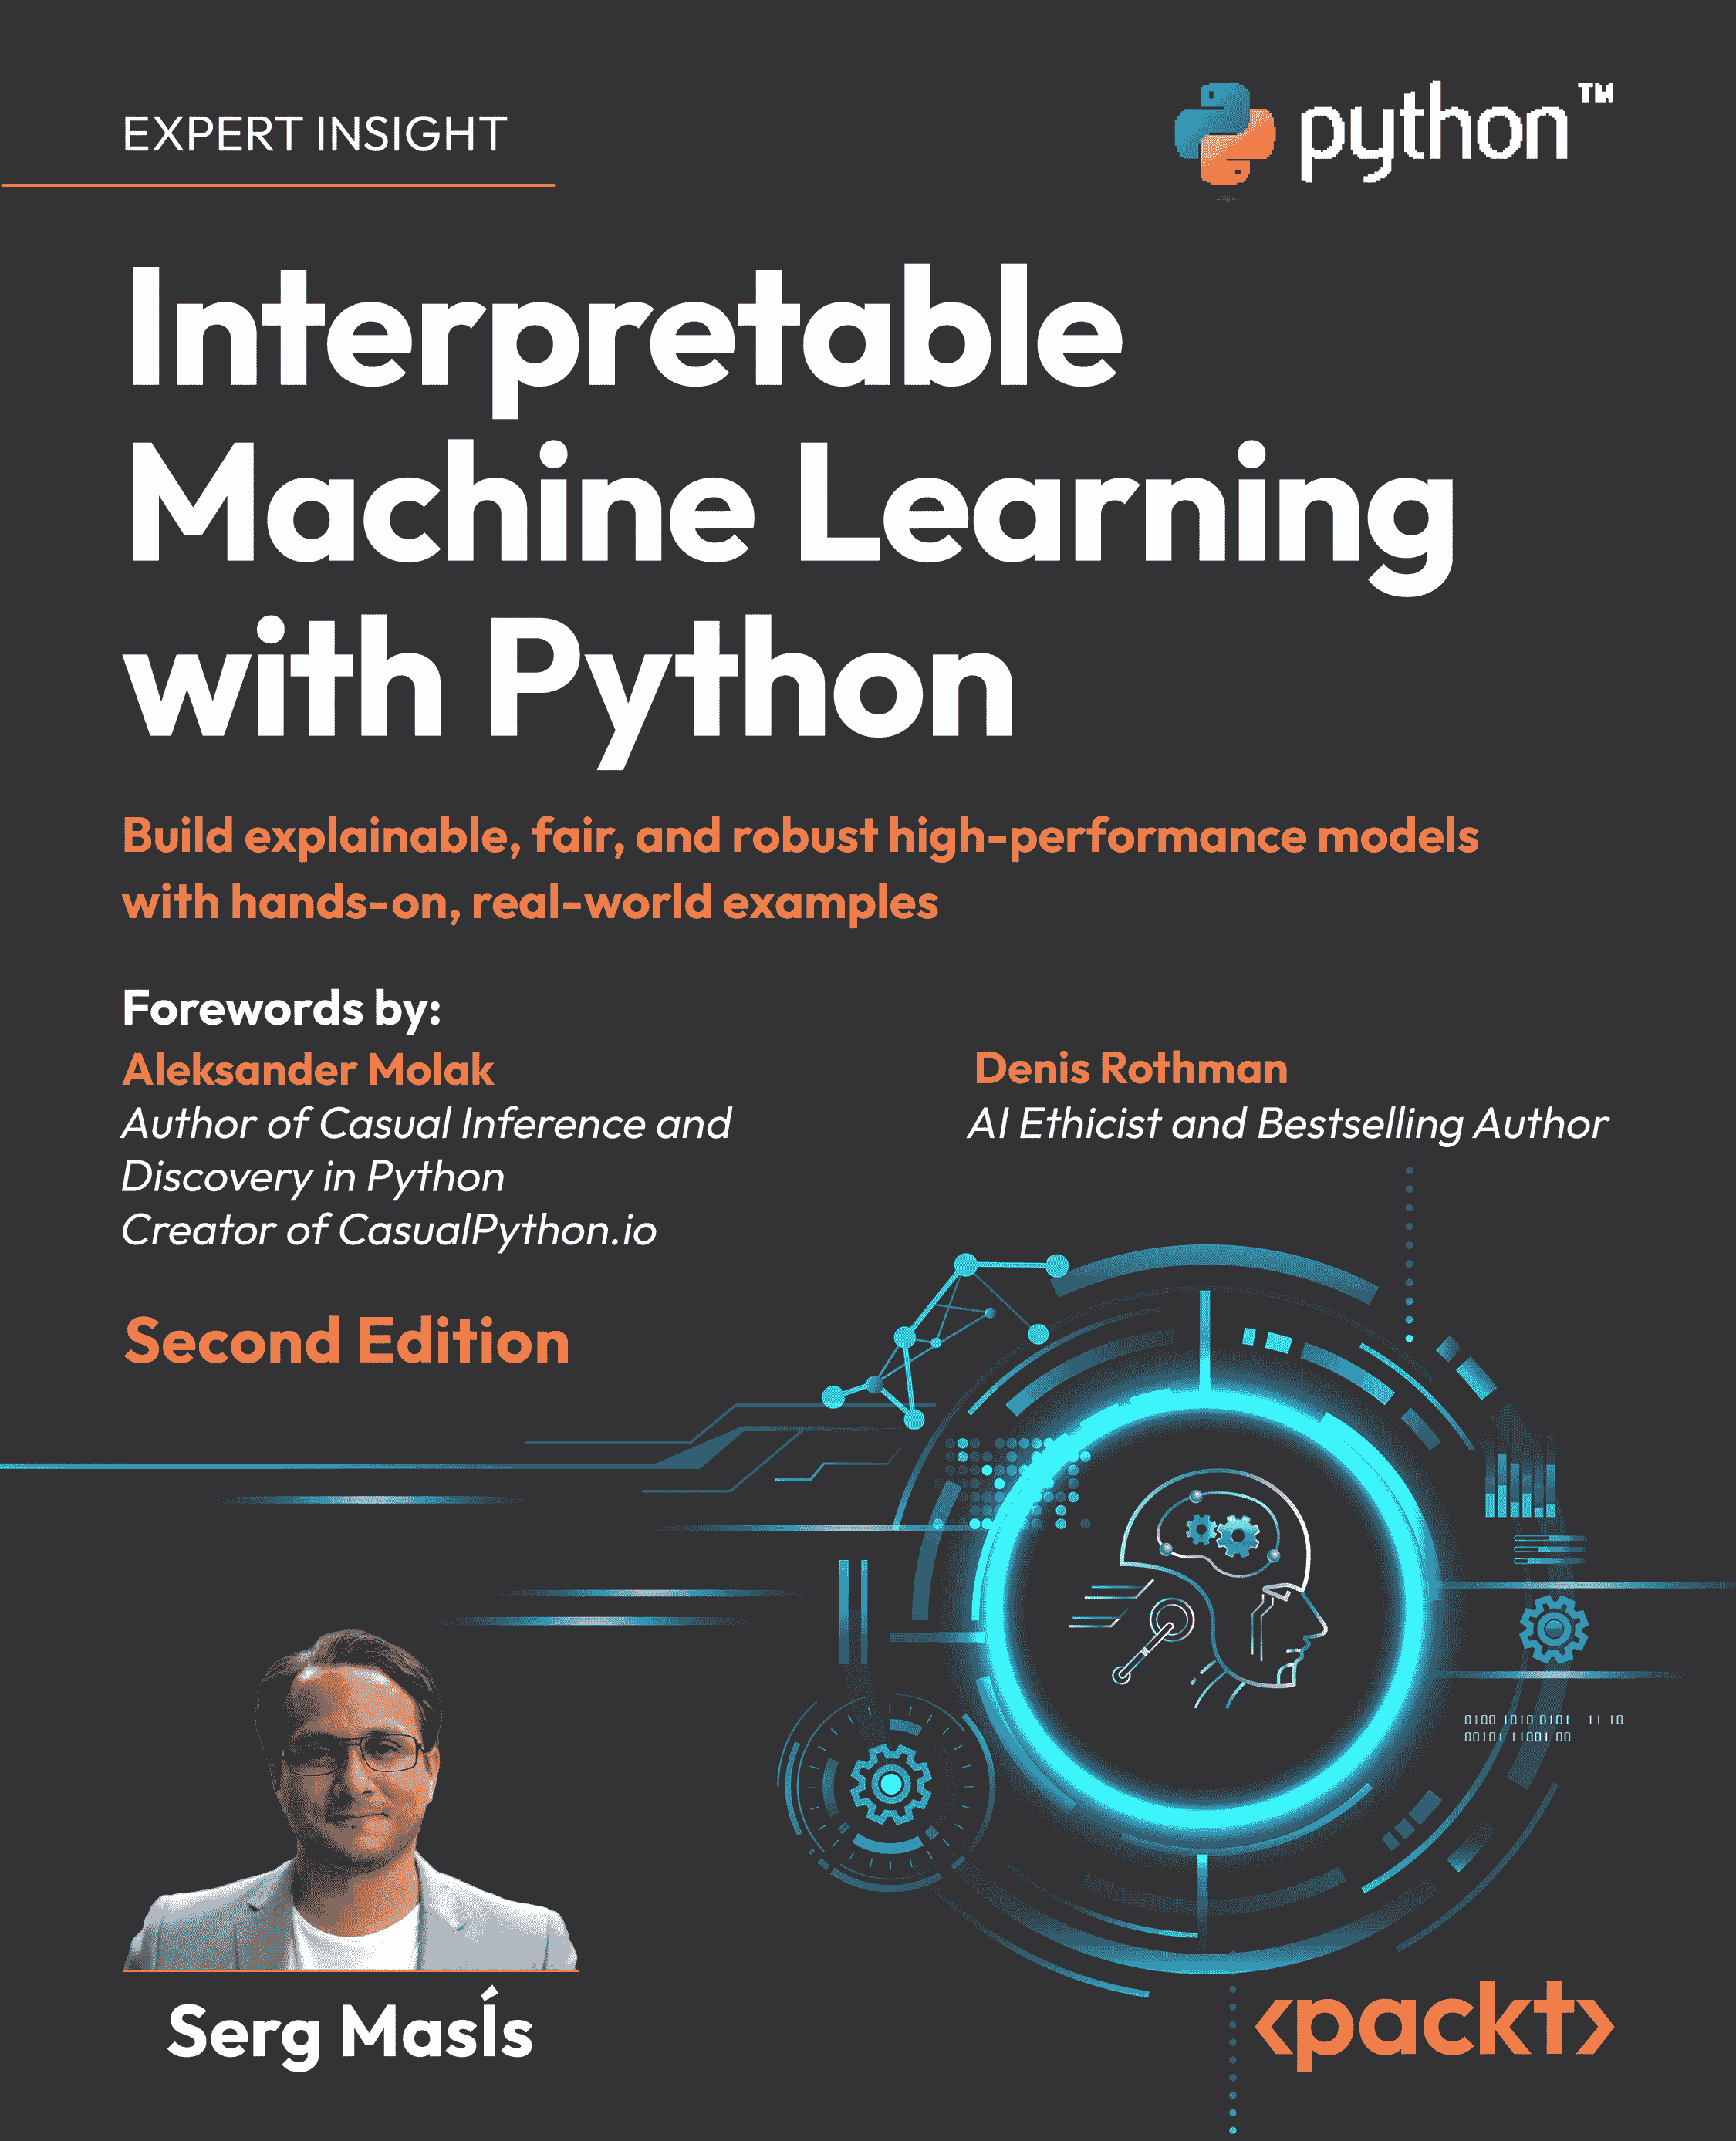 EXPERT INSIGHT
python™
Interpretable
Machine Learning
with Python
Build explainable, fair, and robust high-performance models
with hands-on, real-world examples
Forewords by:
Aleksander Molak
Author of Casual Inference and
Discovery in Python
Creator of CasualPython.io
Denis Rothman
AI Ethicist and Bestselling Author
Second Edition
0100 1010 0101 11 10
00101 11001 00
Serg Masís
<packt>